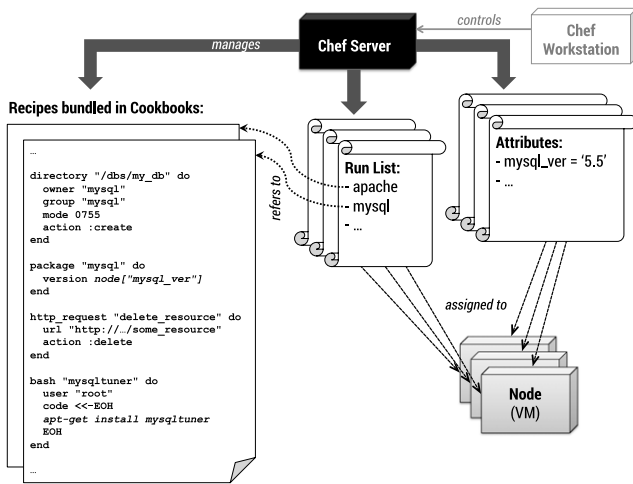 controls
manages
Chef Server
Chef
Workstation
Recipes bundled in Cookbooks:
…
directory "/dbs/my_db" do
  owner "mysql"
  group "mysql"
  mode 0755
  action :create
end
package "mysql" do
  version node["mysql_ver"]
end
http_request "delete_resource" do
  url "http://…/some_resource"
  action :delete
end
bash "mysqltuner" do
  user "root"
  code <<-EOH
  apt-get install mysqltuner
  EOH
end
…
refers to
Run List:
- apache
- mysql
- …
Attributes:
- mysql_ver = ‘5.5’
- …
assigned to
Node
(VM)